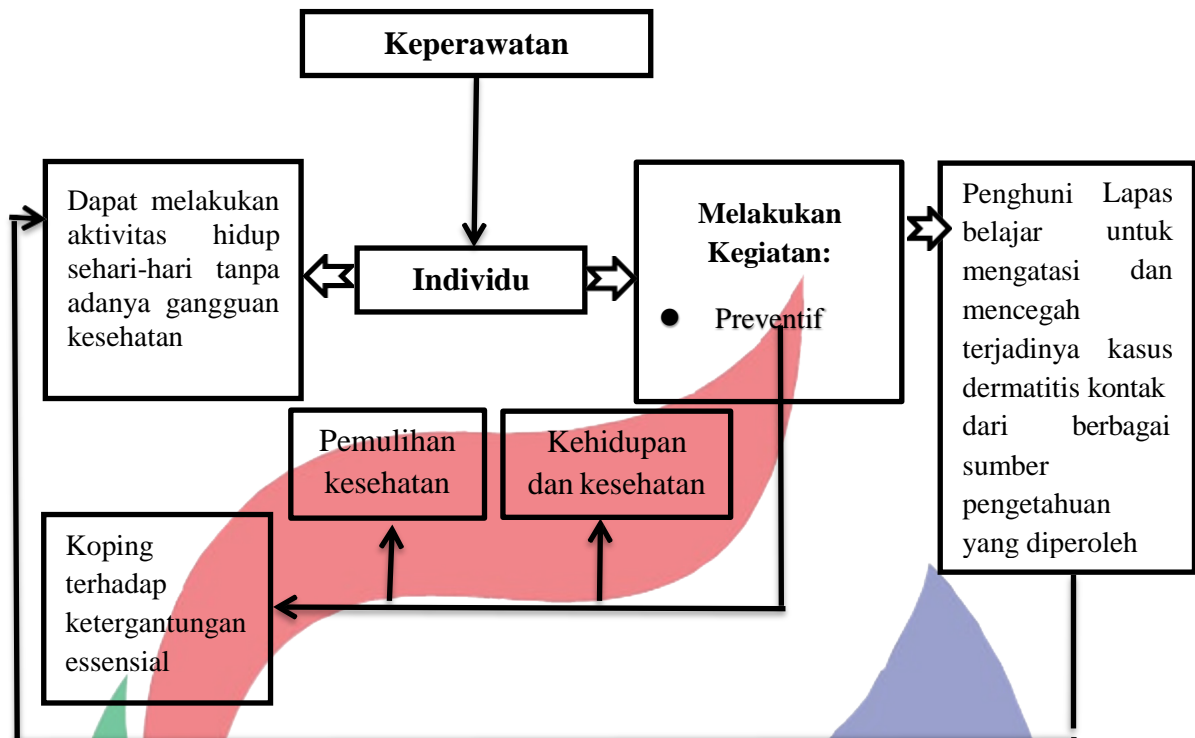 Keperawatan
Dapat melakukan
aktivitas hidup
sehari-hari tanpa
adanya gangguan
kesehatan
Individu
Melakukan
Kegiatan:
● Preventif
Penghuni Lapas
belajar untuk
mengatasi dan
mencegah
terjadinya kasus
dermatitis kontak
dari berbagai
sumber
pengetahuan
yang diperoleh
Pemulihan
kesehatan
Kehidupan
dan kesehatan
Koping
terhadap
ketergantungan
essensial